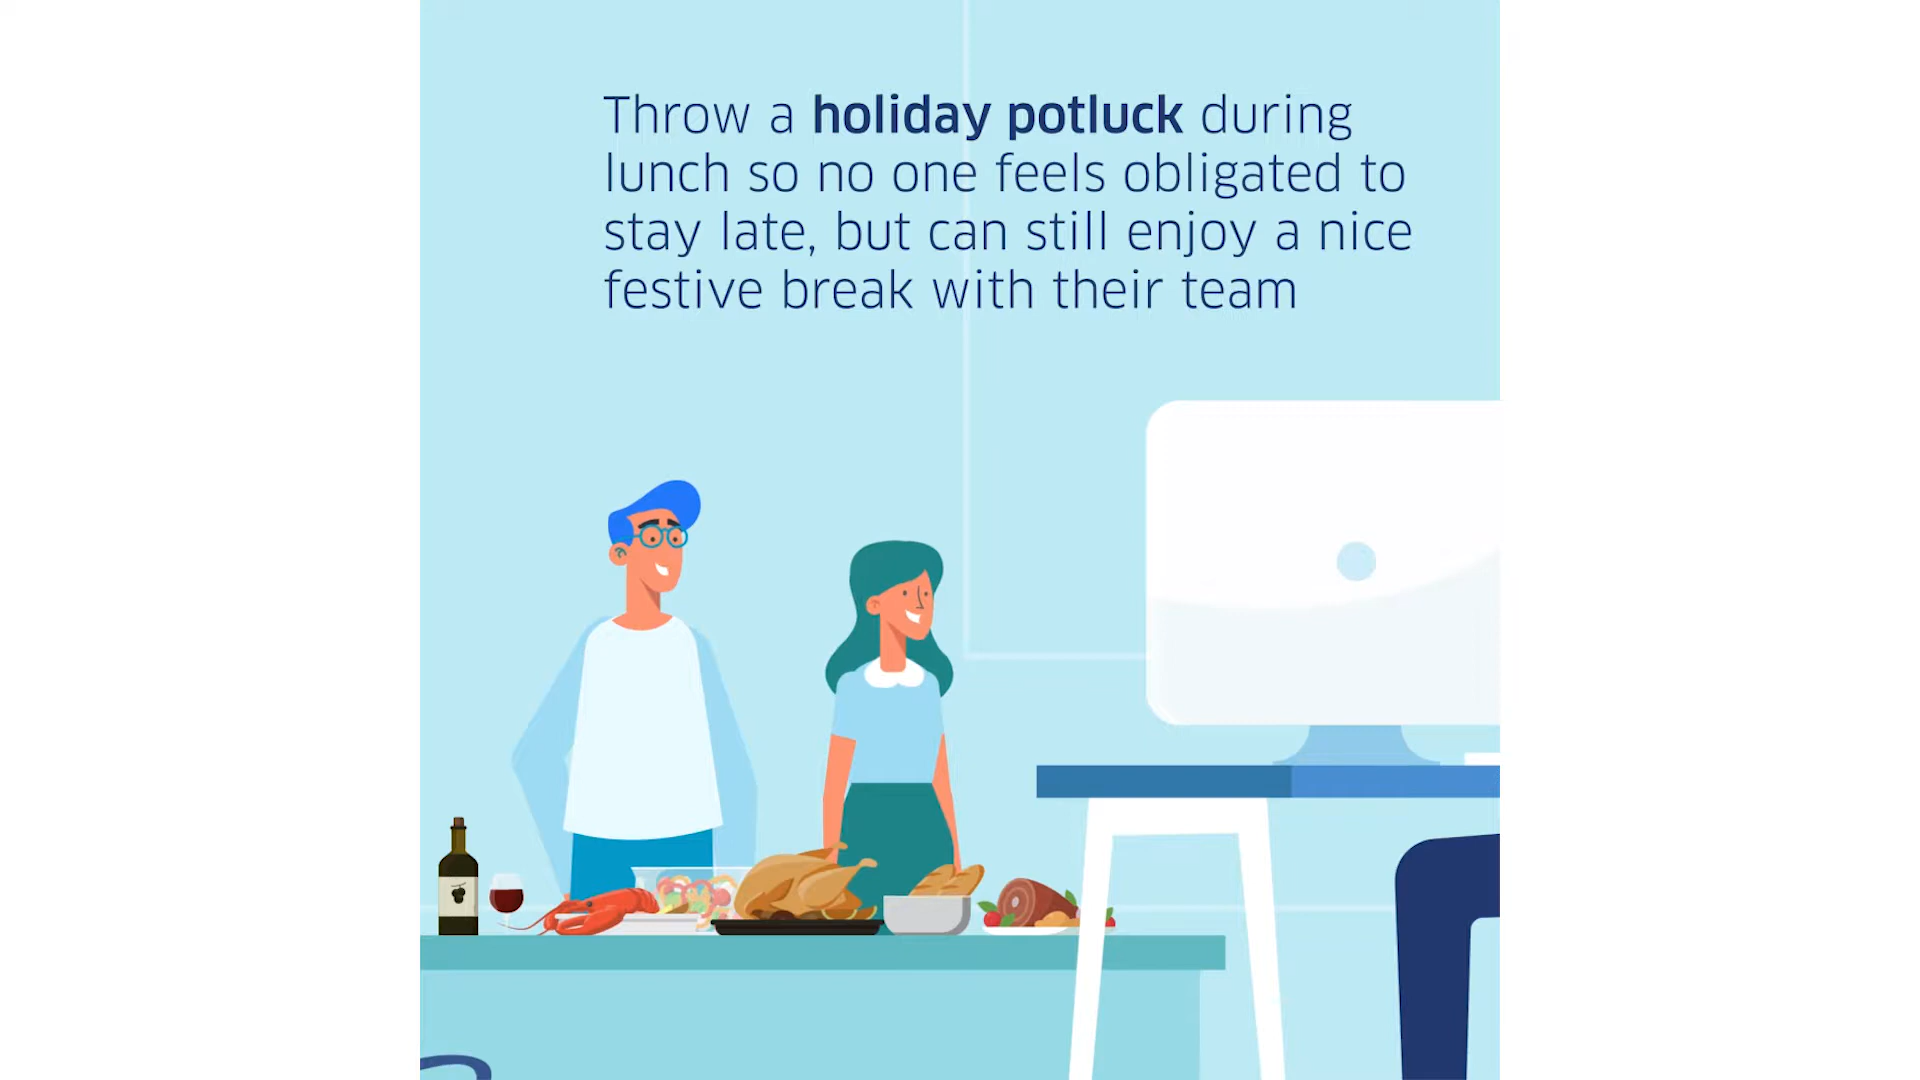 Throw a holiday potluck during
lunch so no one feels obligated to
stay late, but can still enjoy a nice
festive break with their team